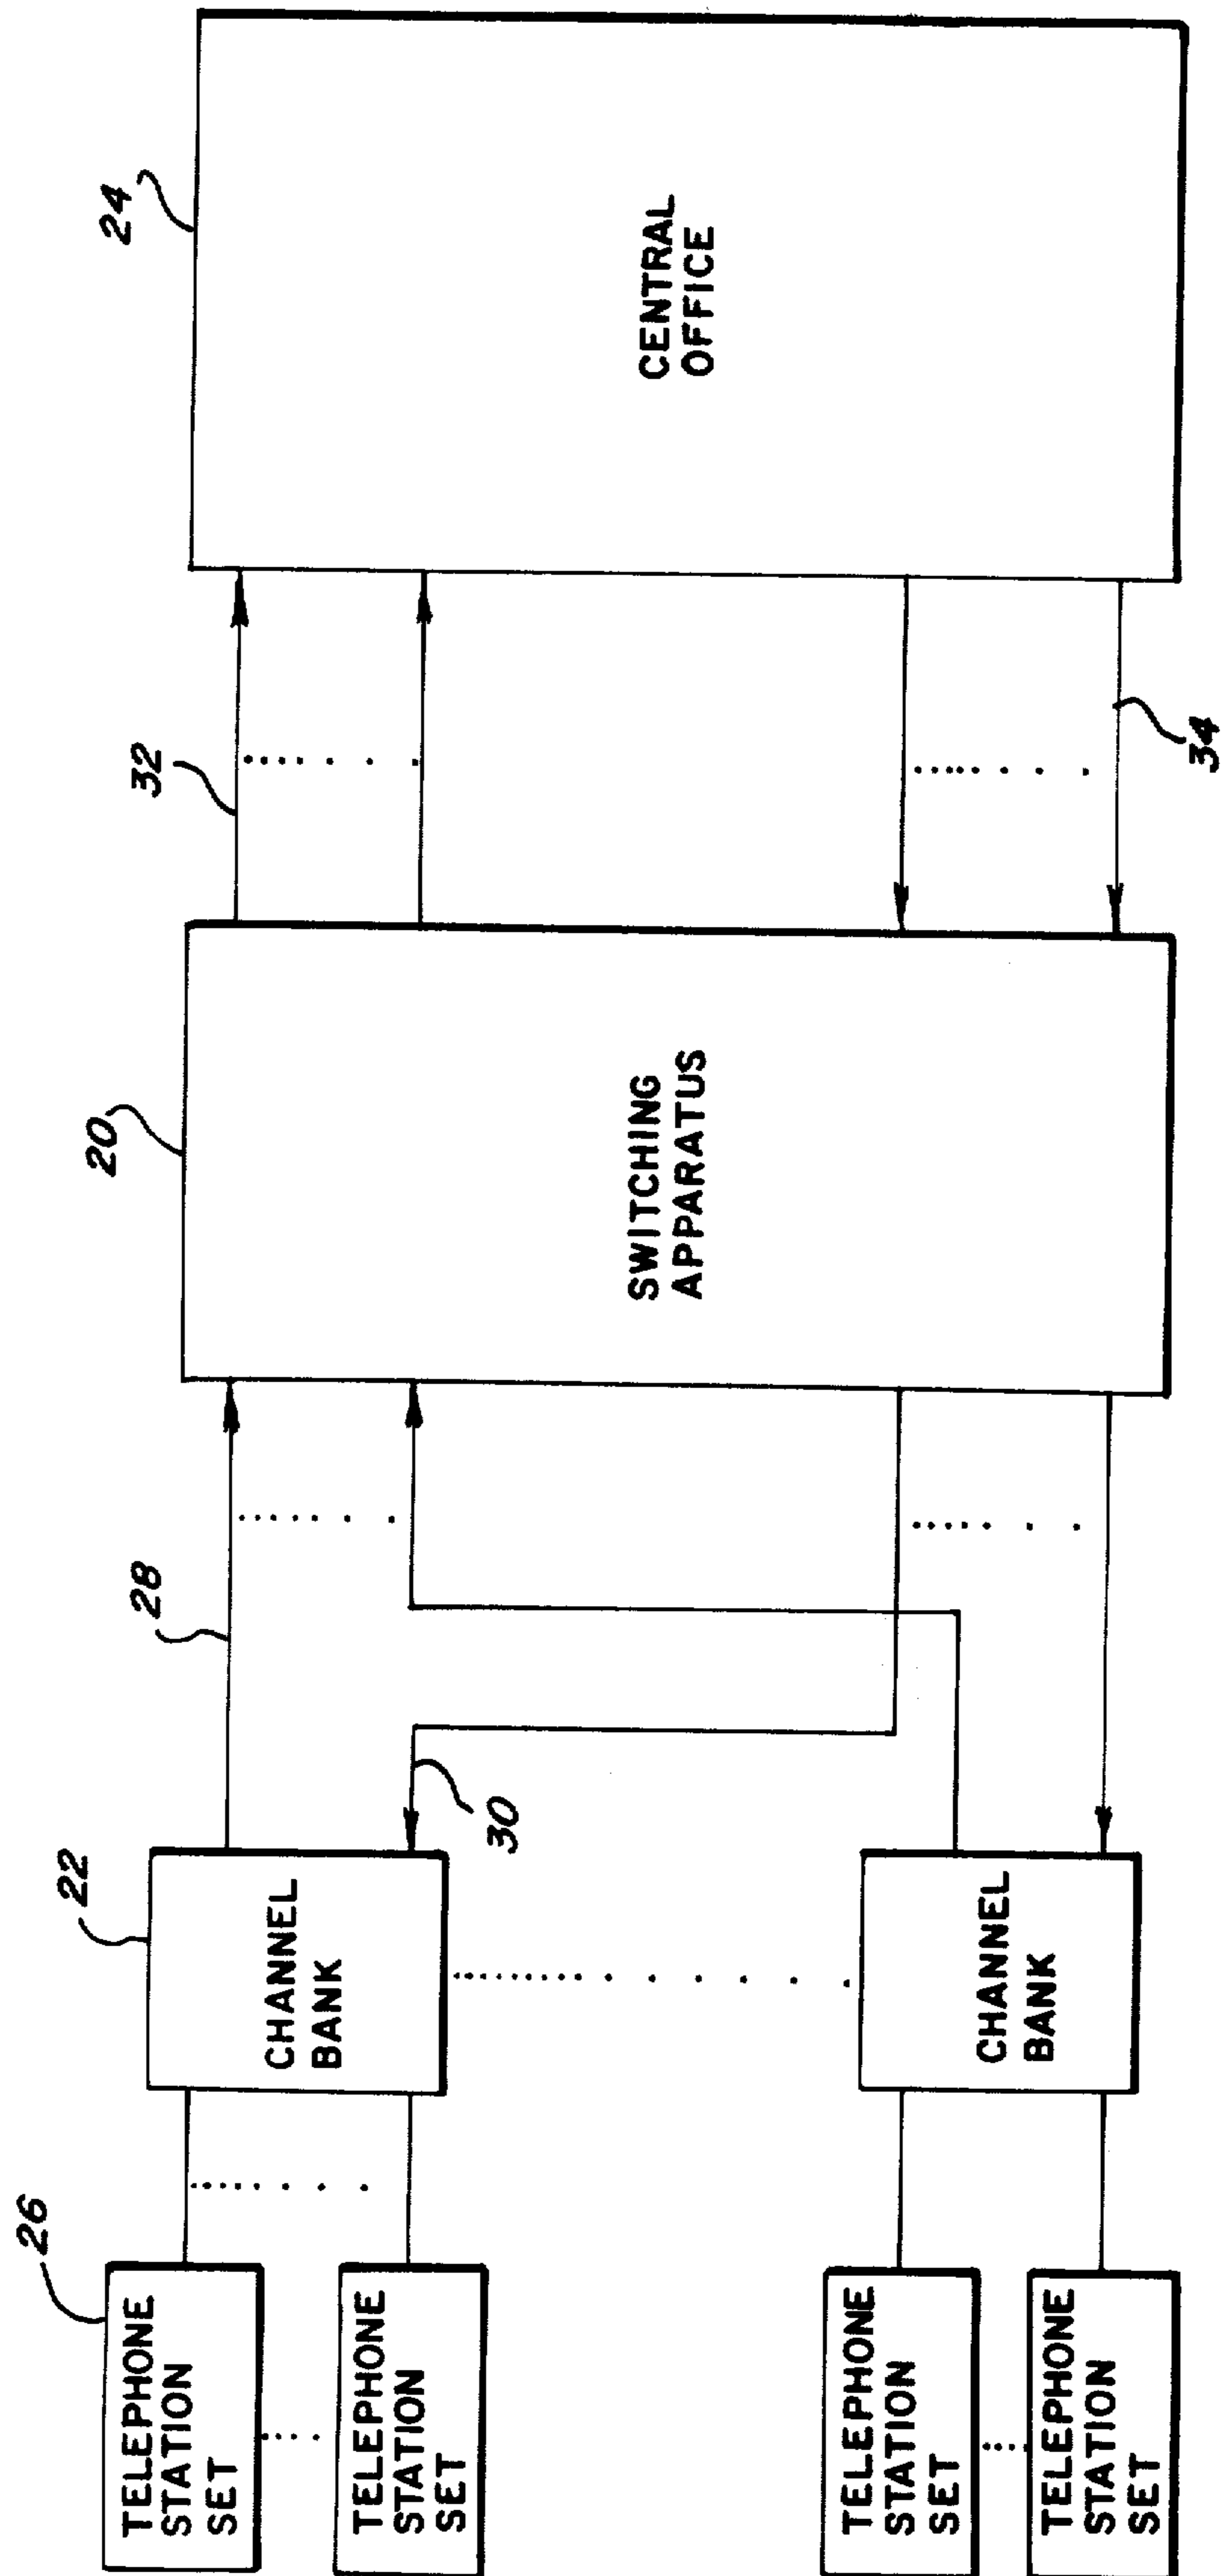 26
TELEPHONE
STATION
SET
TELEPHONE
STATION
SET
TELEPHONE
STATION
SET
TELEPHONE
STATION
SET
22
CHANNEL
BANK
CHANNEL
BANK
28
30
20
SWITCHING
APPARATUS
32
34
24
CENTRAL
OFFICE